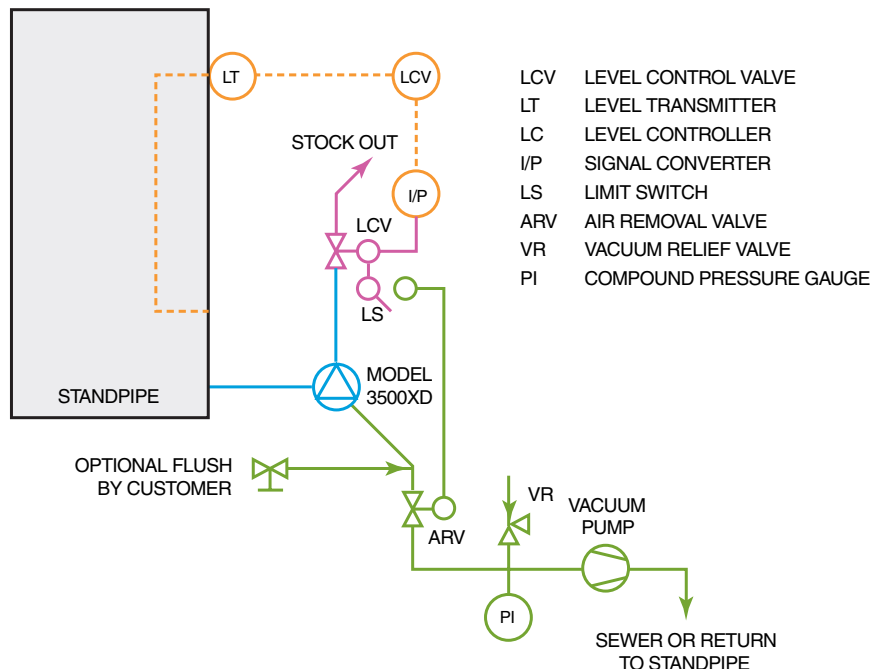 LT
LCV
STOCK OUT
I/P
LCV
LS
STANDPIPE
MODEL
3500XD
OPTIONAL FLUSH
BY CUSTOMER
ARV
VR
VACUUM
PUMP
PI
SEWER OR RETURN
TO STANDPIPE
LCV LEVEL CONTROL VALVE
LT LEVEL TRANSMITTER
LC LEVEL CONTROLLER
I/P SIGNAL CONVERTER
LS LIMIT SWITCH
ARV AIR REMOVAL VALVE
VR VACUUM RELIEF VALVE
PI COMPOUND PRESSURE GAUGE